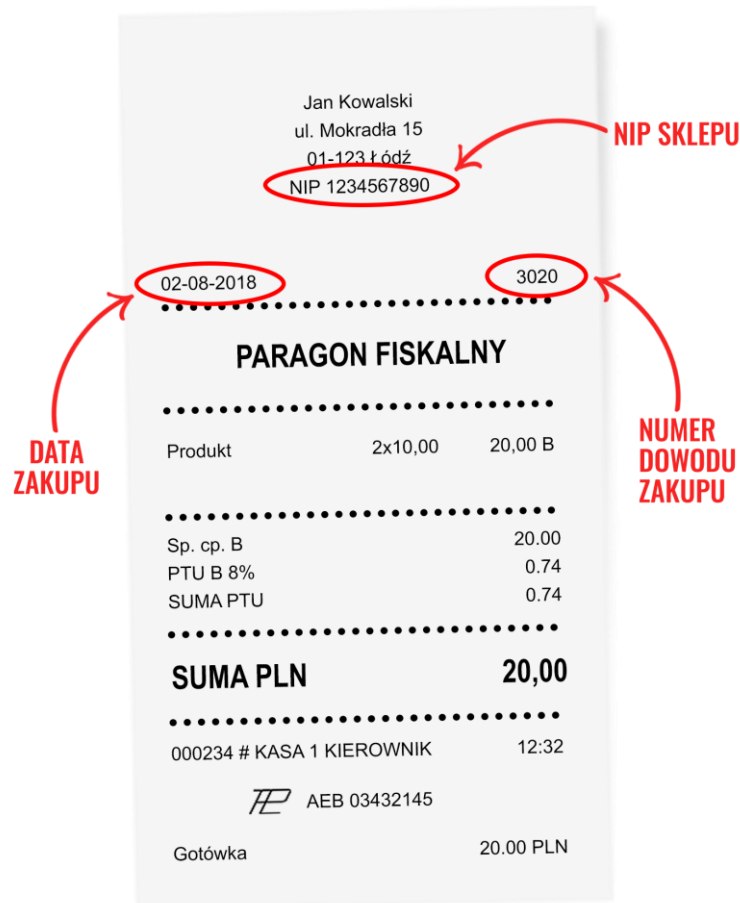 Jan Kowalski
ul. Mokradła 15
01-123 Łódź
NIP 1234567890
NIP SKLEPU
02-08-2018 3020
PARAGON FISKALNY
DATA
ZAKUPU
NUMER
DOWODU
ZAKUPU
Produkt 2x10,00 20,00 B
Sp. cp. B 20.00
PTU B 8% 0.74
SUMA PTU 0.74
SUMA PLN 20,00
000234 # KASA 1 KIEROWNIK 12:32
AEB 03432145
Gotówka 20.00 PLN